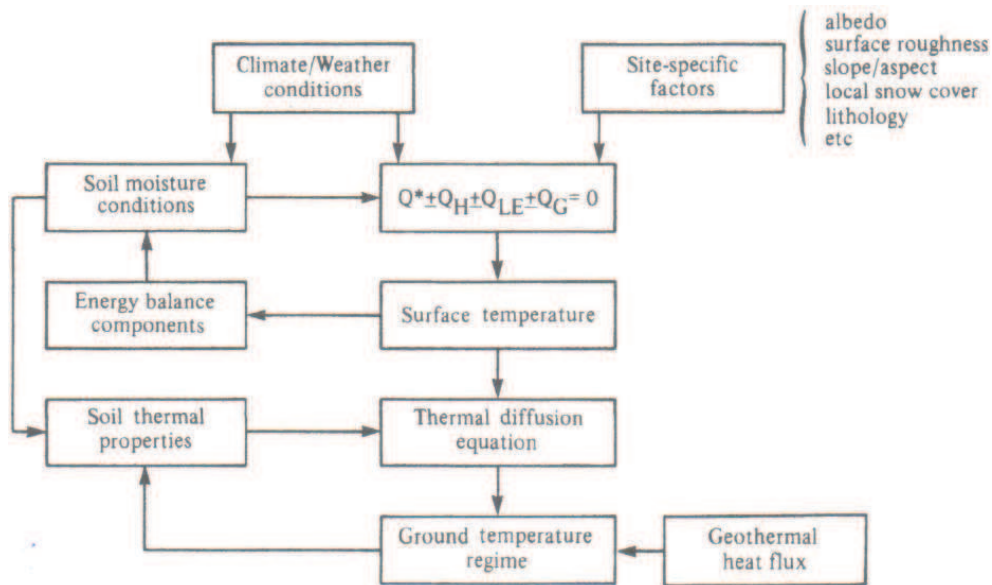 Climate/Weather
conditions
Site-specific
factors
albedo
surface roughness
slope/aspect
local snow cover
lithology
etc
Soil moisture
conditions
Q*±QH±QLE±QG= 0
Energy balance
components
Surface temperature
Soil thermal
properties
Thermal diffusion
equation
Ground temperature
regime
Geothermal
heat flux